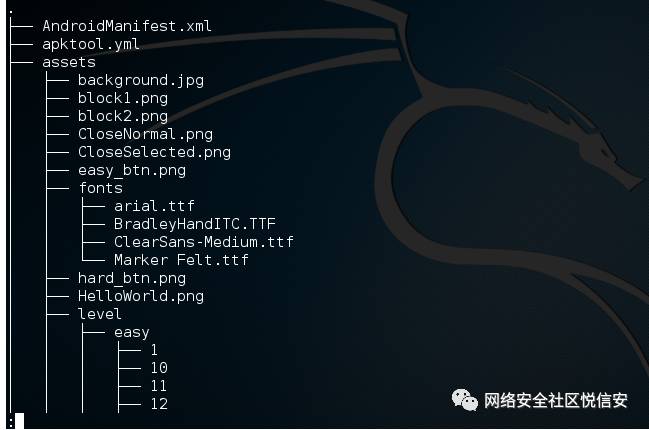 .
├── AndroidManifest.xml
├── apktool.yml
├── assets
│   ├── background.jpg
│   ├── block1.png
│   ├── block2.png
│   ├── CloseNormal.png
│   ├── CloseSelected.png
│   ├── easy_btn.png
│   ├── fonts
│   │   ├── arial.ttf
│   │   ├── BradleyHandITC.TTF
│   │   ├── ClearSans-Medium.ttf
│   │   └── Marker Felt.ttf
│   ├── hard_btn.png
│   ├── HelloWorld.png
│   ├── level
│   │   ├── easy
│   │   │   ├── 1
│   │   │   ├── 10
│   │   │   ├── 11
│   │   │   ├── 12
:
网络安全社区悦信安